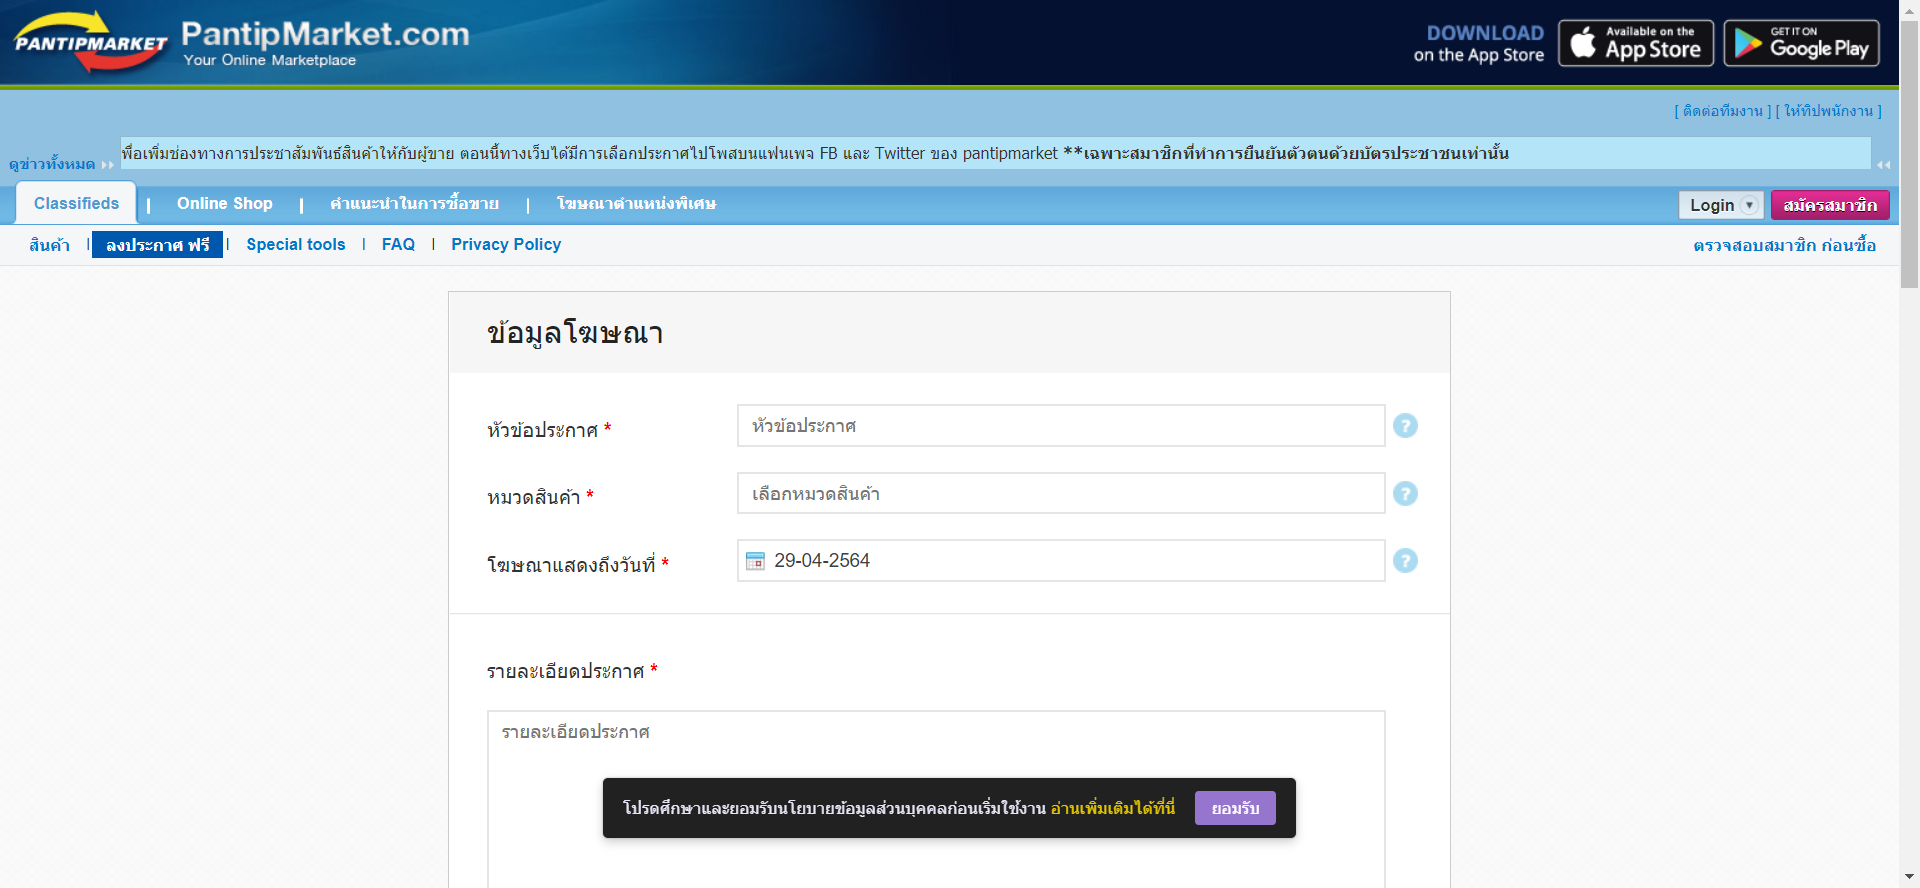 PANTIPMARKET PantipMarket.com
Your Online Marketplace
DOWNLOAD
on the App Store
Available on the
App Store
GET IT ON
Google Play
[ ติดต่อทีมงาน ] [ ให้ทิปพนักงาน ]
ดูข่าวทั้งหมด
พื่อเพิ่มช่องทางการประชาสัมพันธ์สินค้าให้กับผู้ขาย ตอนนี้ทางเว็บได้มีการเลือกประกาศไปโพสบนแฟนเพจ FB และ Twitter ของ pantipmarket **เฉพาะสมาชิกที่ทำการยืนยันตัวตนด้วยบัตรประชาชนเท่านั้น
Classifieds | Online Shop | คำแนะนำในการซื้อขาย | โฆษณาตำแหน่งพิเศษ
Login สมัครสมาชิก
สินค้า | ลงประกาศ ฟรี | Special tools | FAQ | Privacy Policy
ตรวจสอบสมาชิก ก่อนซื้อ
ข้อมูลโฆษณา
หัวข้อประกาศ * หัวข้อประกาศ ?
หมวดสินค้า * เลือกหมวดสินค้า ?
โฆษณาแสดงถึงวันที่ * 29-04-2564 ?
รายละเอียดประกาศ *
รายละเอียดประกาศ
โปรดศึกษาและยอมรับนโยบายข้อมูลส่วนบุคคลก่อนเริ่มใช้งาน อ่านเพิ่มเติมได้ที่นี่ ยอมรับ